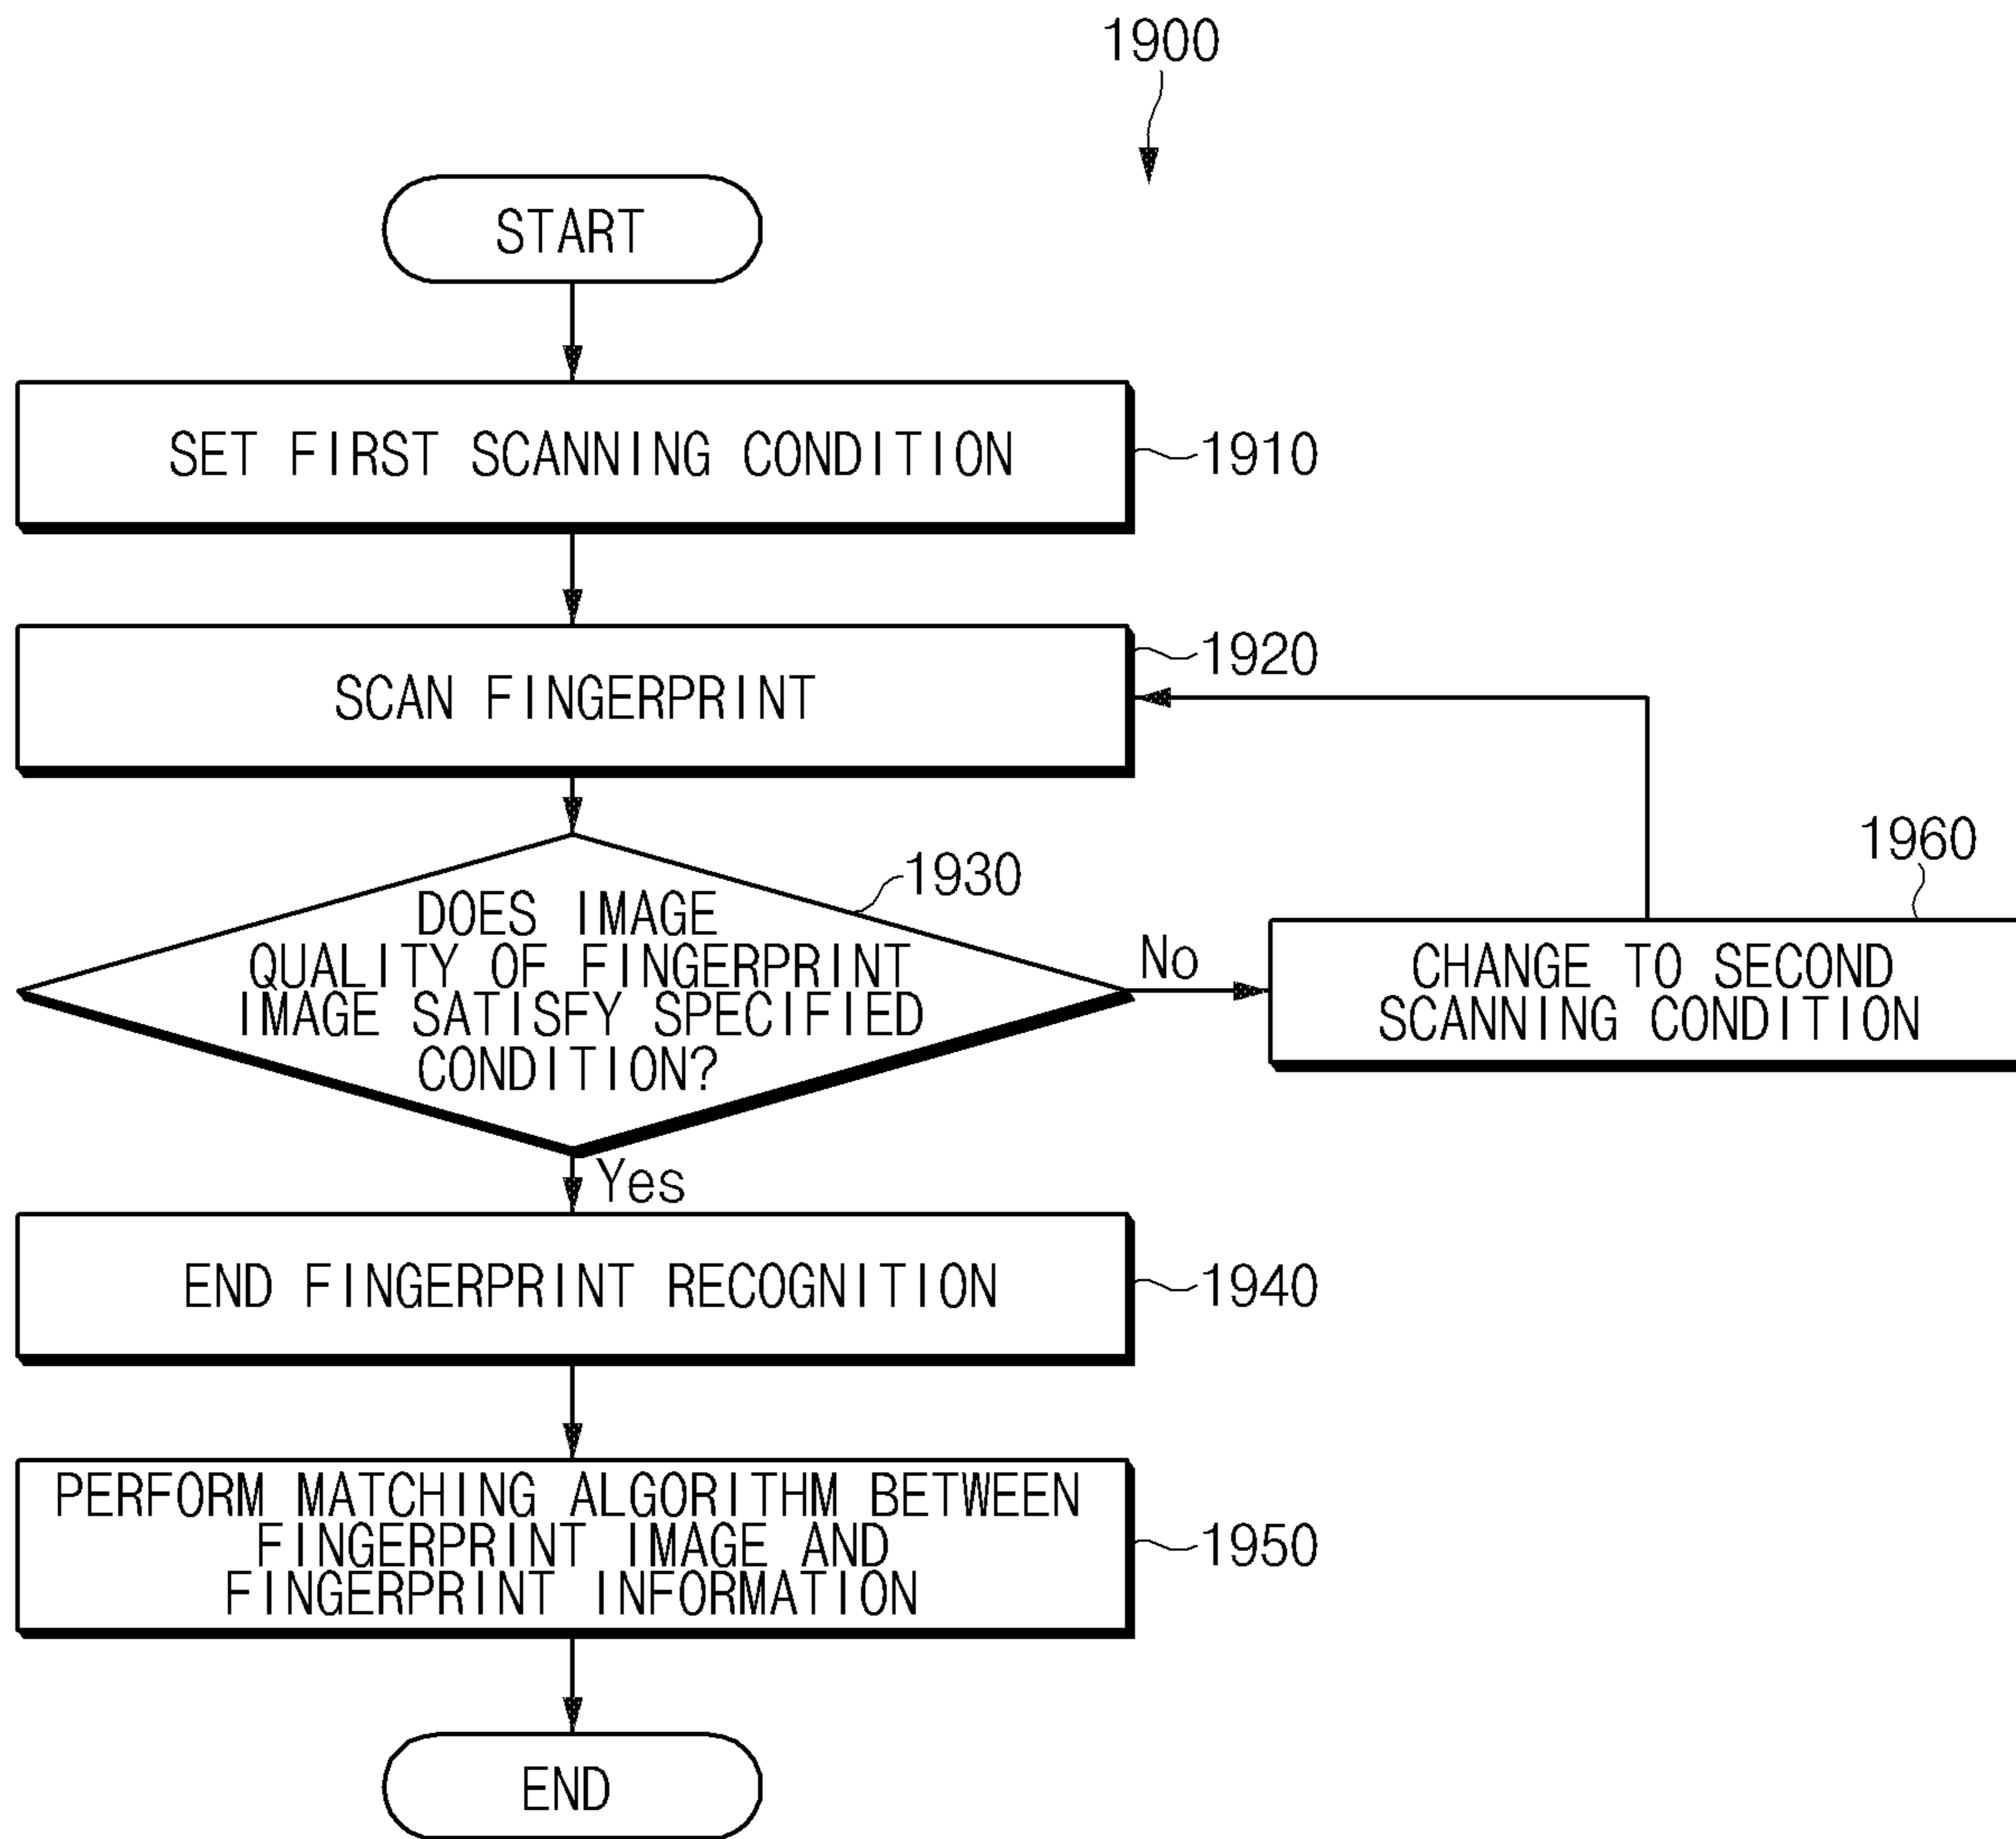 1900
START
SET FIRST SCANNING CONDITION
1910
SCAN FINGERPRINT
1920
DOES IMAGE
QUALITY OF FINGERPRINT
IMAGE SATISFY SPECIFIED
CONDITION?
1930
No
1960
CHANGE TO SECOND
SCANNING CONDITION
Yes
END FINGERPRINT RECOGNITION
1940
PERFORM MATCHING ALGORITHM BETWEEN
FINGERPRINT IMAGE AND
FINGERPRINT INFORMATION
1950
END